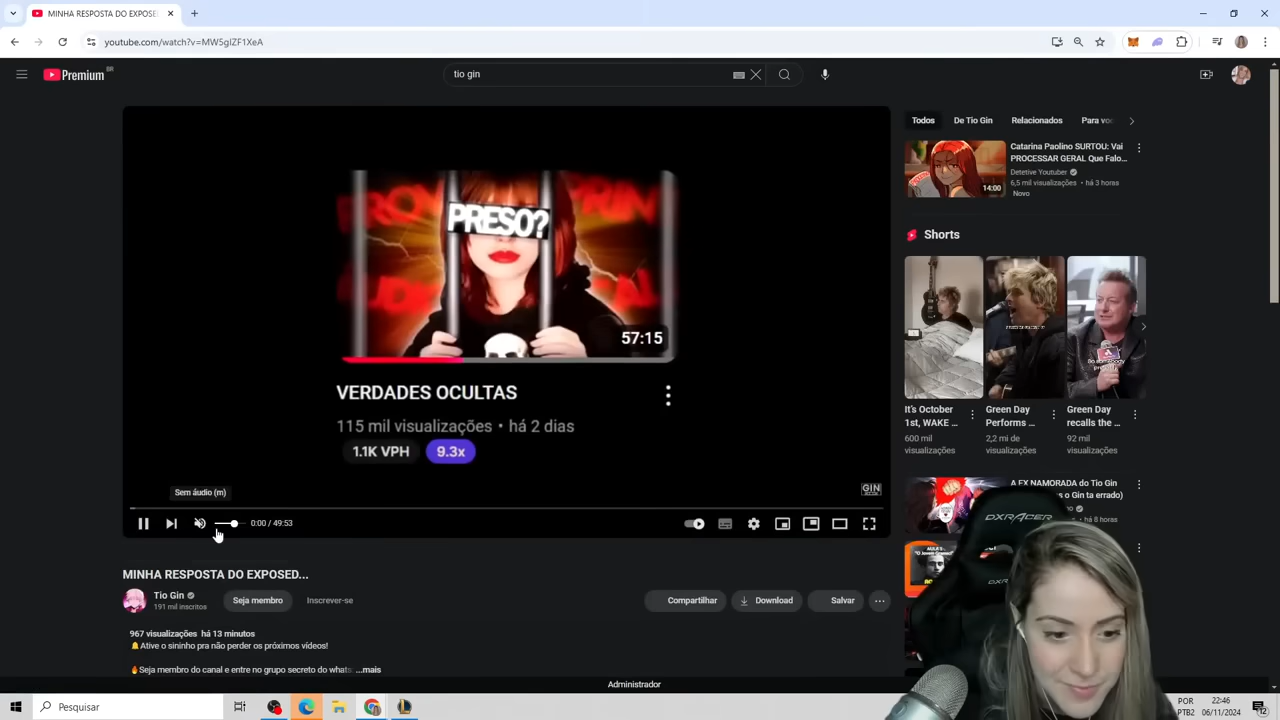 MINHA RESPOSTA DO EXPOSE
youtube.com/watch?v=MW5glZF1XeA
Premium BR
tio gin
PRESO?
57:15
VERDADES OCULTAS
115 mil visualizações • há 2 dias
1.1K VPH 9.3x
GIN
Sem áudio (m)
0:00 / 49:53
MINHA RESPOSTA DO EXPOSED...
Tio Gin
191 mil inscritos
Seja membro
Inscrever-se
Compartilhar
Download
Salvar
967 visualizações há 13 minutos
Ative o sininho pra não perder os próximos vídeos!
Seja membro do canal e entre no grupo secreto do whats
...mais
Todos
De Tio Gin
Relacionados
Para vo
Catarina Paolino SURTOU: Vai
PROCESSAR GERAL Que Falo...
Detetive Youtuber
6,5 mil visualizações • há 3 horas
Novo
14:00
Shorts
It's October
1st, WAKE ...
600 mil
visualizações
Green Day
Performs ...
2,2 mi de
visualizações
Green Day
recalls the ...
92 mil
visualizações
A EX NAMORADA do Tio Gin
o Gin ta errado)
há 8 horas
DXRACER
DXR
Administrador
Pesquisar
POR
PTB2
22:46
06/11/2024